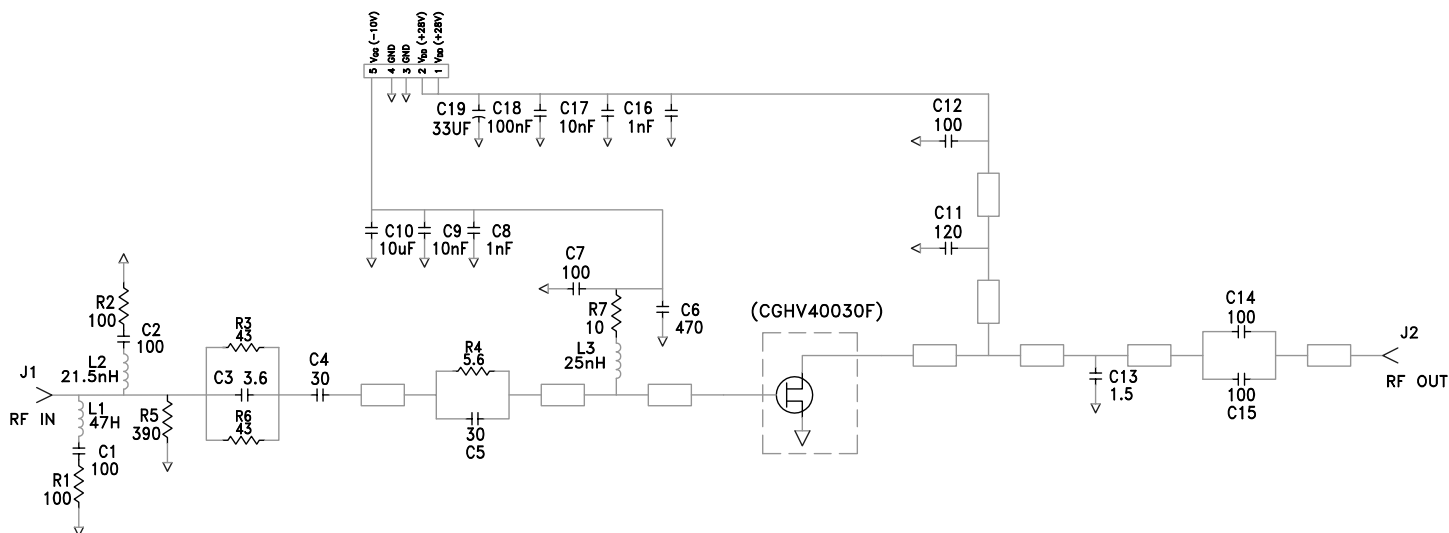 5 VGG (-10V)
4 GND
3 GND
2 VDD (+28V)
1 VDD (+28V)
C19
33UF
C18
100nF
C17
10nF
C16
1nF
C12
100
C10
10uF
C9
10nF
C8
1nF
C11
120
C7
100
R7
10
C6
470
L3
25nH
(CGHV40030F)
R2
100
C2
100
L2
21.5nH
R3
43
C3 3.6
R6
43
C4
30
R4
5.6
30
C5
J1
RF IN
L1
47H
R5
390
C1
100
R1
100
C13
1.5
C14
100
100
C15
J2
RF OUT